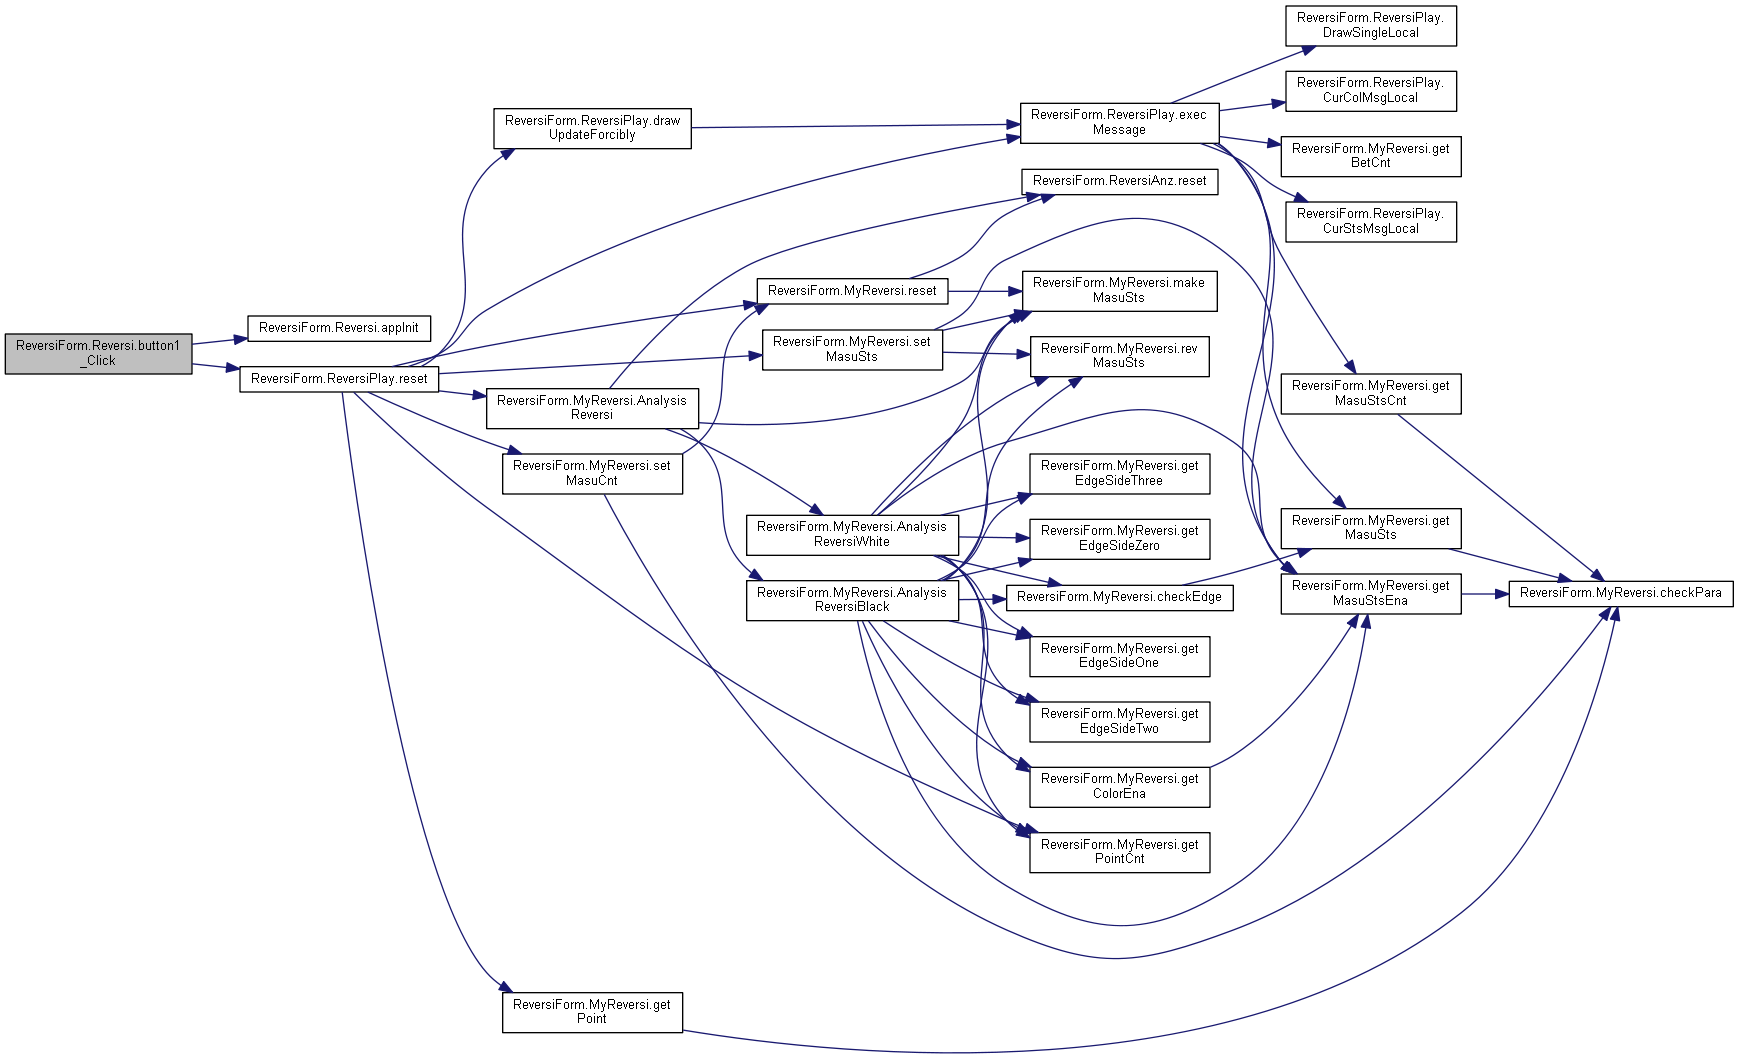 ReversiForm.Reversi.button1
_Click
ReversiForm.Reversi.appInit
ReversiForm.ReversiPlay.reset
ReversiForm.ReversiPlay.draw
UpdateForcibly
ReversiForm.MyReversi.Analysis
Reversi
ReversiForm.MyReversi.set
MasuCnt
ReversiForm.MyReversi.get
Point
ReversiForm.MyReversi.reset
ReversiForm.MyReversi.set
MasuSts
ReversiForm.MyReversi.Analysis
ReversiWhite
ReversiForm.MyReversi.Analysis
ReversiBlack
ReversiForm.ReversiPlay.exec
Message
ReversiForm.ReversiAnz.reset
ReversiForm.MyReversi.make
MasuSts
ReversiForm.MyReversi.rev
MasuSts
ReversiForm.MyReversi.get
EdgeSideThree
ReversiForm.MyReversi.get
EdgeSideZero
ReversiForm.MyReversi.checkEdge
ReversiForm.MyReversi.get
EdgeSideOne
ReversiForm.MyReversi.get
EdgeSideTwo
ReversiForm.MyReversi.get
ColorEna
ReversiForm.MyReversi.get
PointCnt
ReversiForm.ReversiPlay.
DrawSingleLocal
ReversiForm.ReversiPlay.
CurColMsgLocal
ReversiForm.MyReversi.get
BetCnt
ReversiForm.ReversiPlay.
CurStsMsgLocal
ReversiForm.MyReversi.get
MasuStsCnt
ReversiForm.MyReversi.get
MasuSts
ReversiForm.MyReversi.get
MasuStsEna
ReversiForm.MyReversi.checkPara